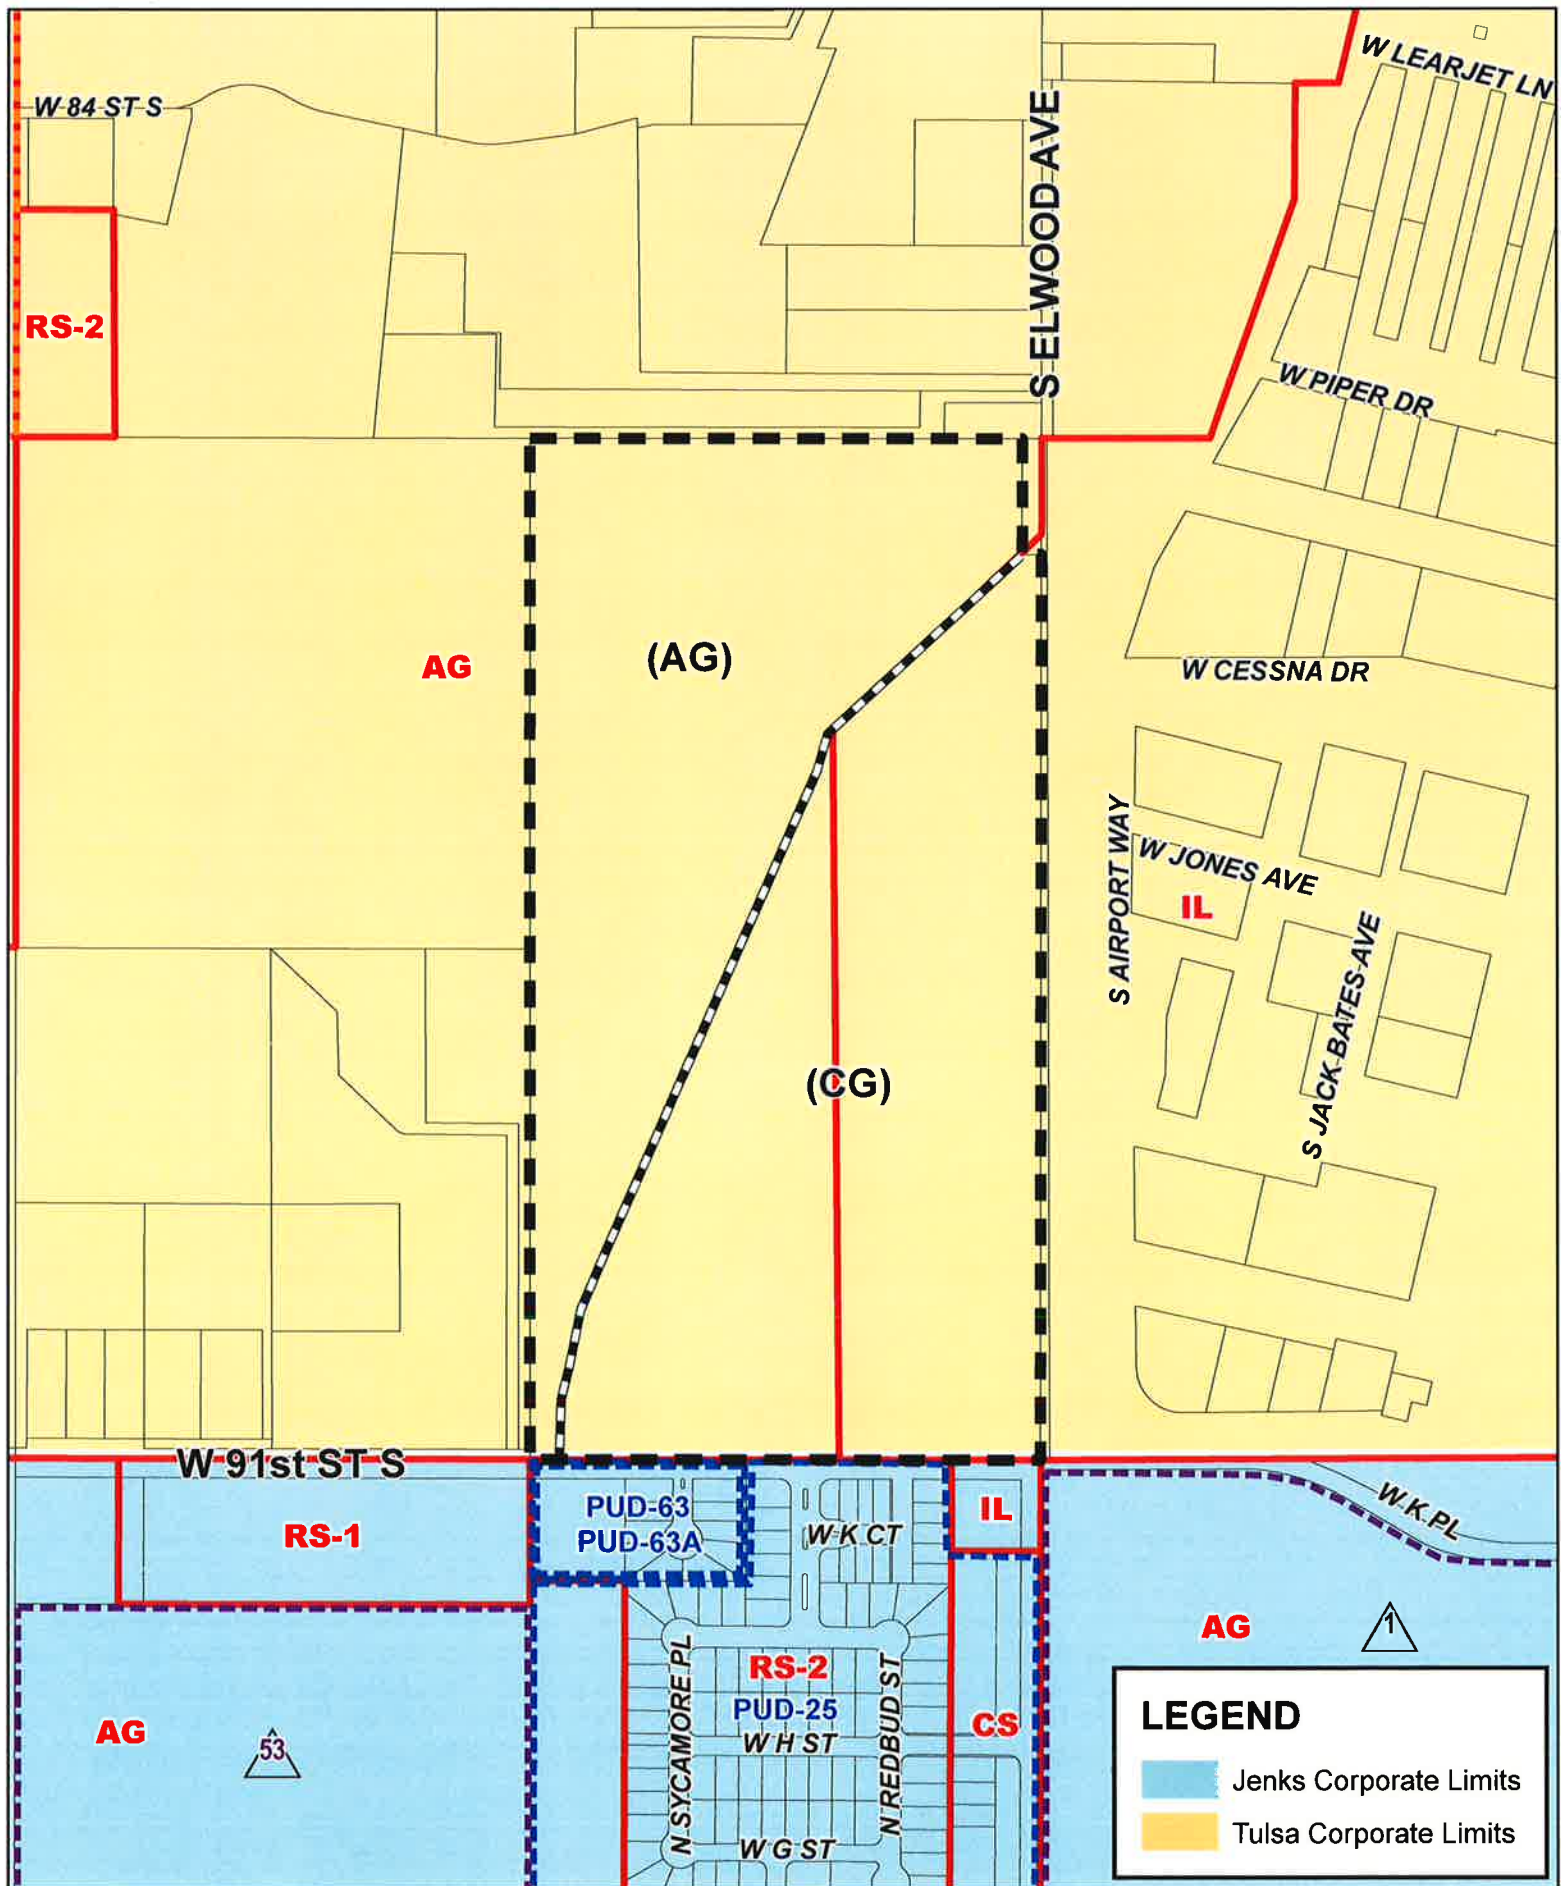 W LEARJET LN
W 84 ST S
S ELWOOD AVE
RS-2
W PIPER DR
AG
(AG)
W CESSNA DR
S AIRPORT WAY
W JONES AVE
IL
S JACK BATES AVE
(CG)
W 91st ST S
PUD-63
PUD-63A
IL
W K PL
RS-1
W K CT
AG
1
N SYCAMORE PL
RS-2
N REDBUD ST
PUD-25
CS
AG
53
W H ST
W G ST
LEGEND
Jenks Corporate Limits
Tulsa Corporate Limits